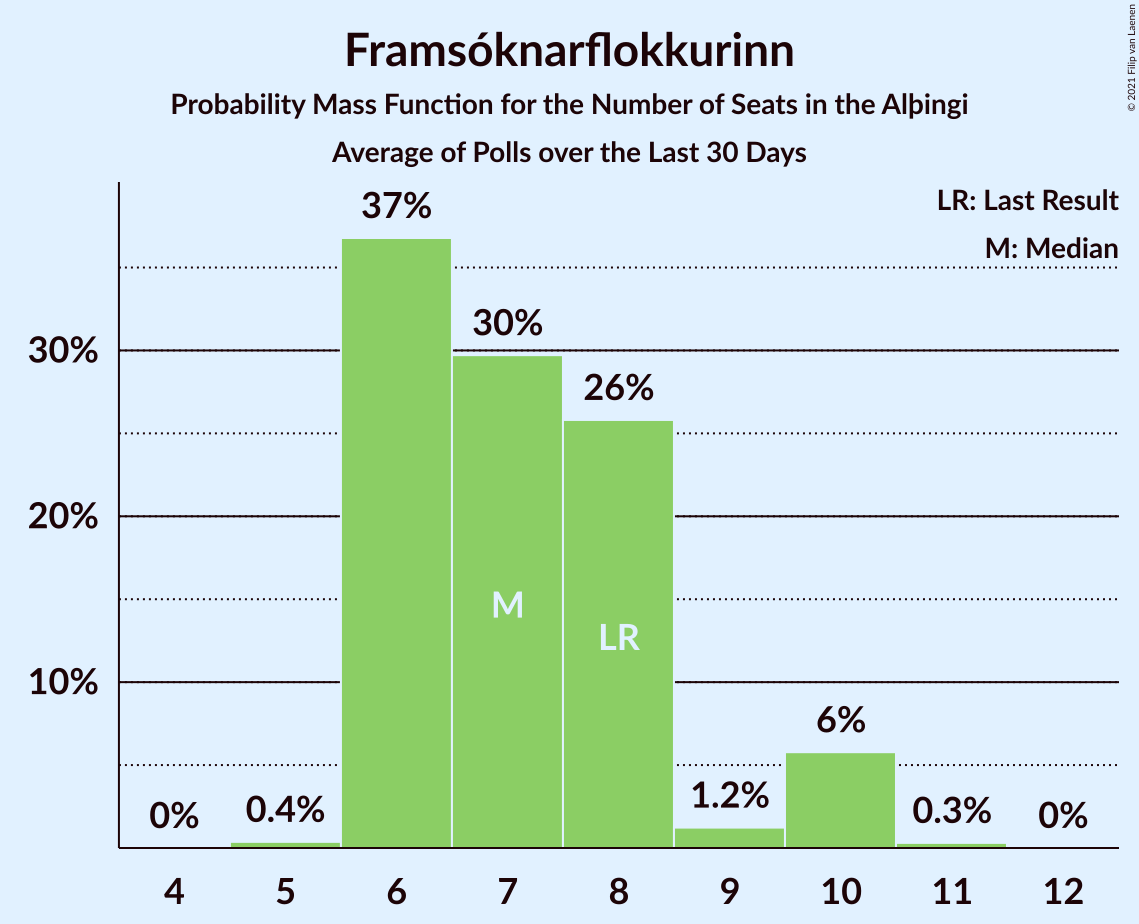 Framsóknarflokkurinn
Probability Mass Function for the Number of Seats in the Alþingi
Average of Polls over the Last 30 Days
© 2021 Filip van Laenen
LR: Last Result
M: Median
37%
30%
26%
30%
20%
10%
M
LR
6%
0%
0.4%
1.2%
0.3%
0%
4 5 6 7 8 9 10 11 12